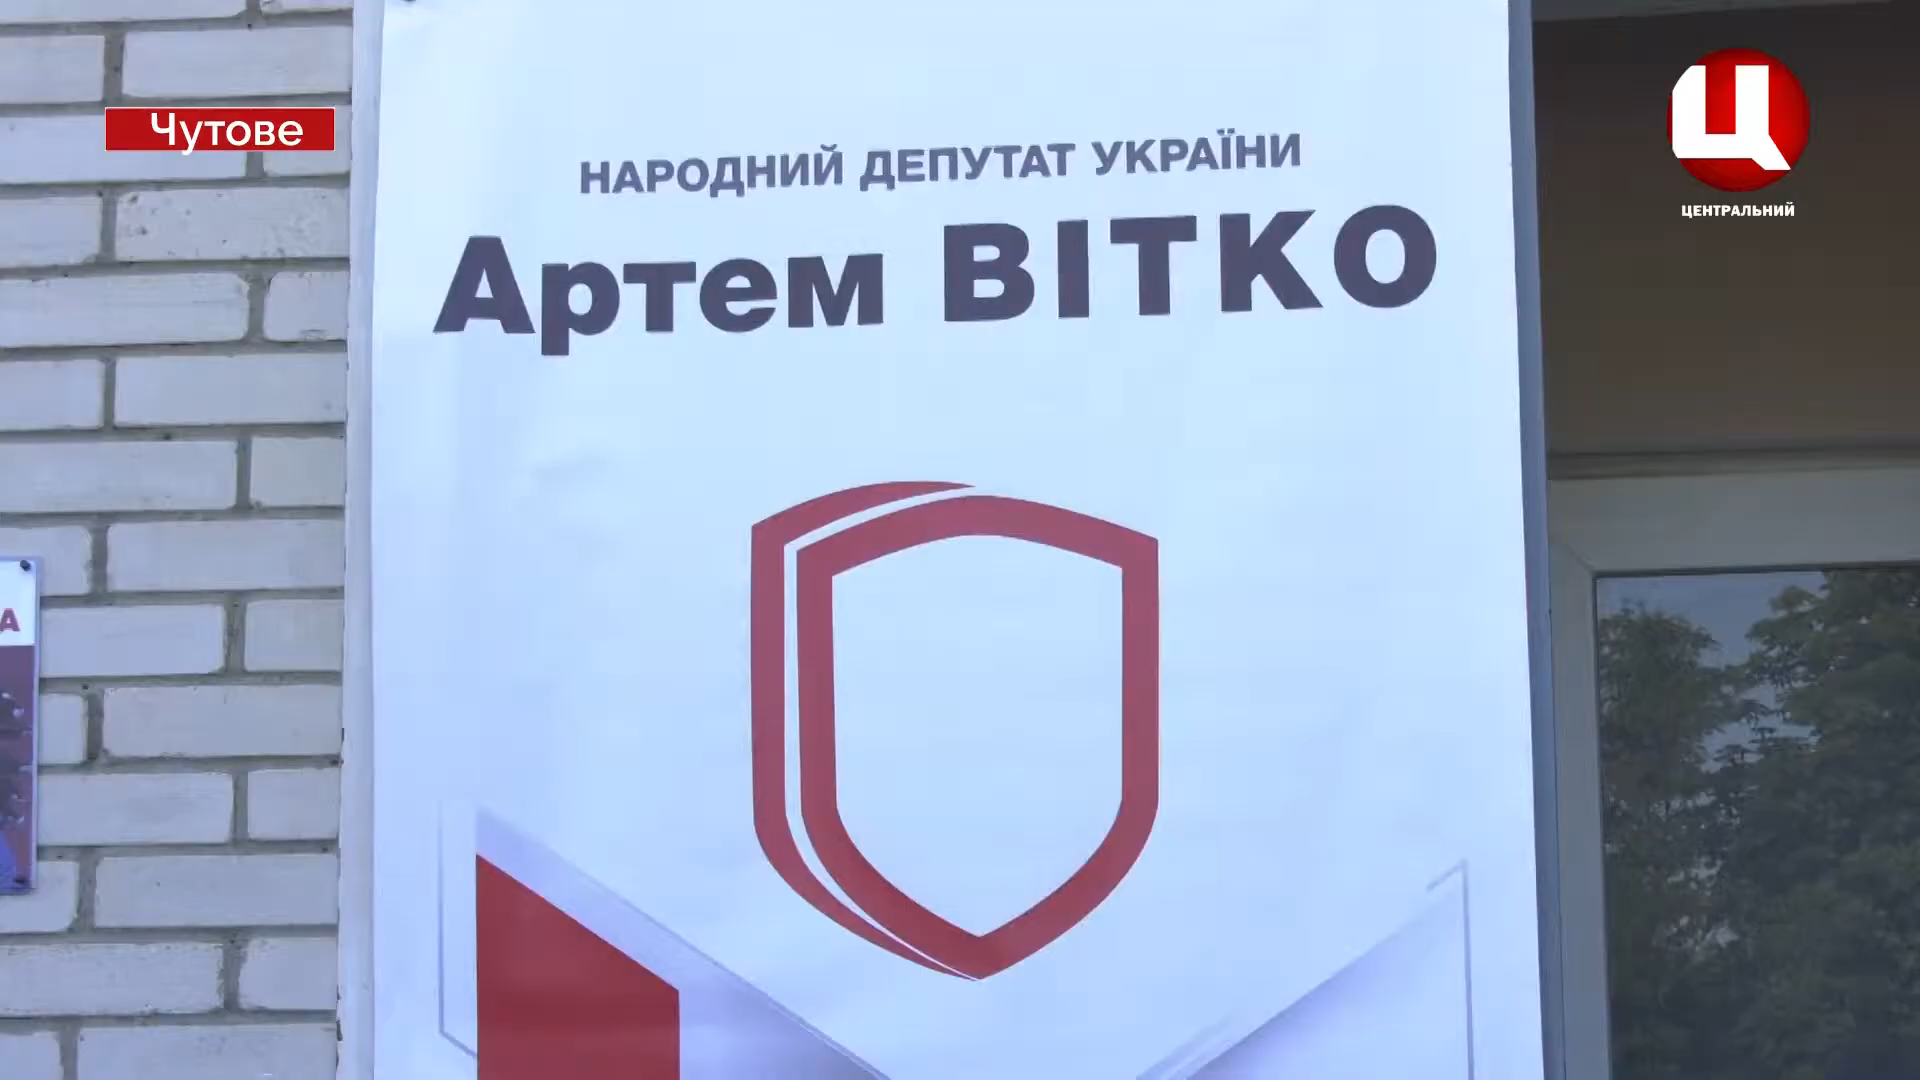 Чутове
НАРОДНИЙ ДЕПУТАТ УКРАЇНИ
Артем ВІТКО
Ц
ЦЕНТРАЛЬНИЙ
А